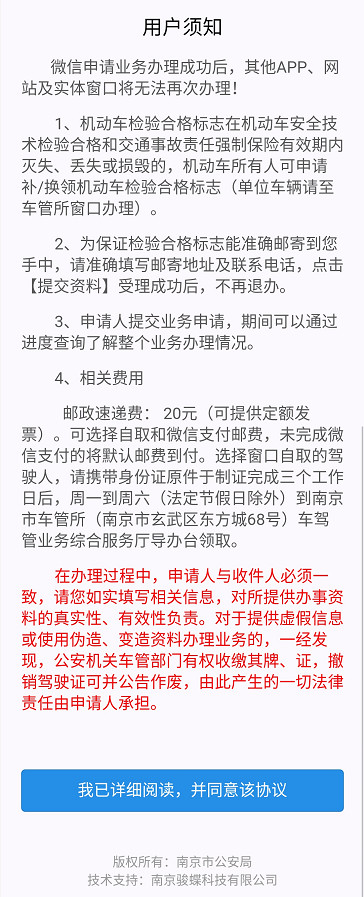 用户须知
微信申请业务办理成功后，其他APP、网
站及实体窗口将无法再次办理！
1、机动车检验合格标志在机动车安全技
术检验合格和交通事故责任强制保险有效期内
灭失、丢失或损毁的，机动车所有人可申请
补/换领机动车检验合格标志（单位车辆请至
车管所窗口办理）。
2、为保证检验合格标志能准确邮寄到您
手中，请准确填写邮寄地址及联系电话，点击
【提交资料】受理成功后，不再退办。
3、申请人提交业务申请，期间可以通过
进度查询了解整个业务办理情况。
4、相关费用
邮政速递费： 20元（可提供定额发
票）。可选择自取和微信支付邮费，未完成微
信支付的将默认邮费到付。选择窗口自取的驾
驶人，请携带身份证原件于制证完成三个工作
日后，周一到周六（法定节假日除外）到南京
市车管所（南京市玄武区东方城68号）车驾
管业务综合服务厅导办台领取。
在办理过程中，申请人与收件人必须一
致，请您如实填写相关信息，对所提供办事资
料的真实性、有效性负责。对于提供虚假信息
或使用伪造、变造资料办理业务的，一经发
现，公安机关车管部门有权收缴其牌、证，撤
销驾驶证可并公告作废，由此产生的一切法律
责任由申请人承担。
我已详细阅读，并同意该协议
版权所有：南京市公安局
技术支持：南京骏蝶科技有限公司